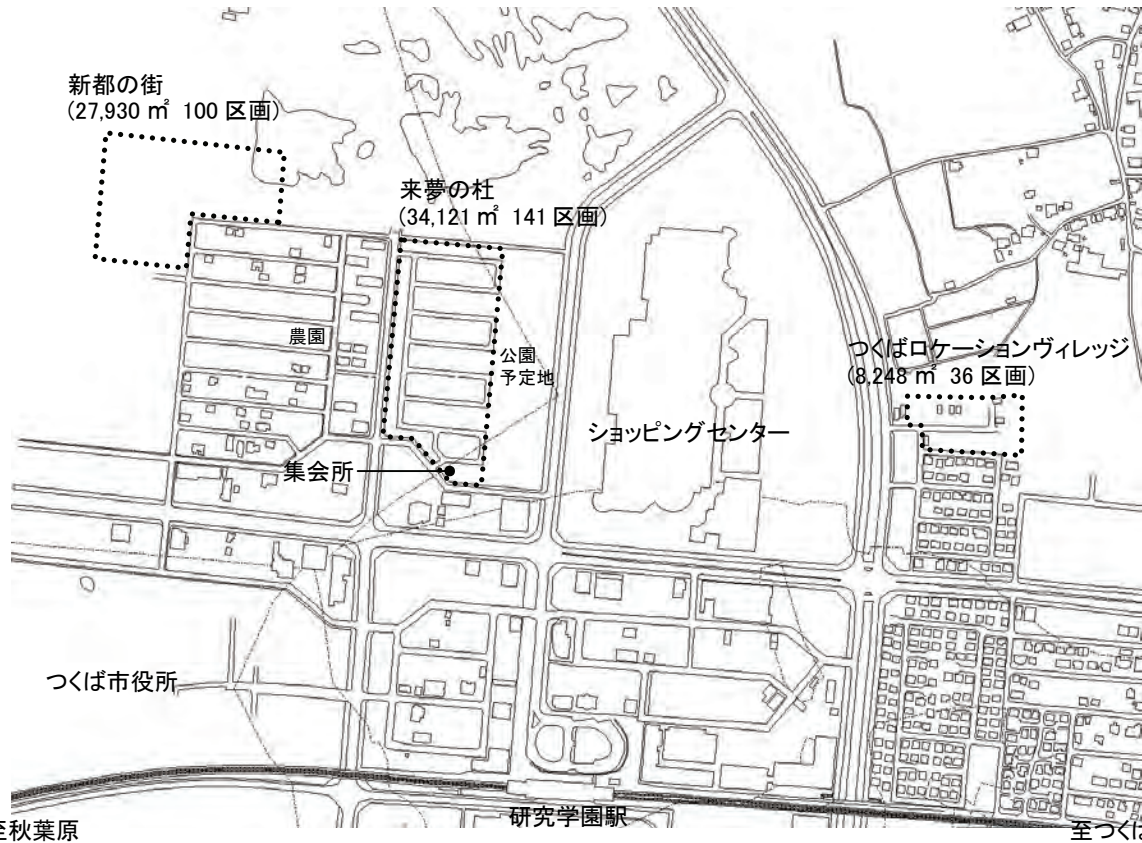 新都の街
(27,930 ㎡ 100 区画)
来夢の杜
(34,121 ㎡ 141 区画)
農園
公園
予定地
つくばロケーションヴィレッジ
(8,248 ㎡ 36 区画)
ショッピングセンター
集会所
つくば市役所
研究学園駅
至秋葉原
至つくば